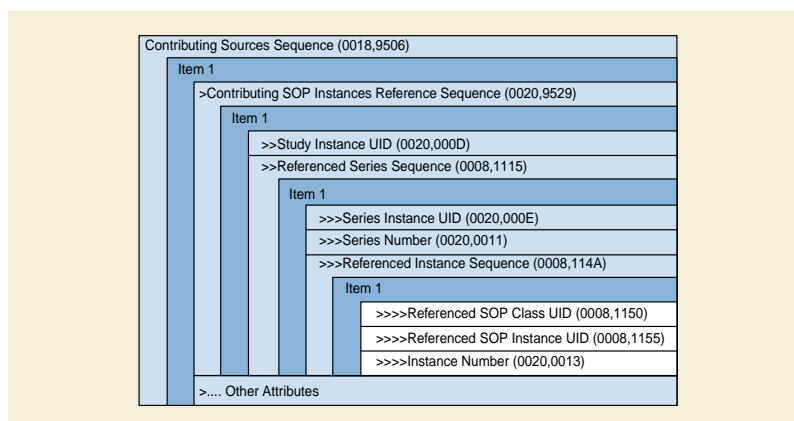 Contributing Sources Sequence (0018,9506)
Item 1
>Contributing SOP Instances Reference Sequence (0020,9529)
Item 1
>>Study Instance UID (0020,000D)
>>Referenced Series Sequence (0008,1115)
Item 1
>>>Series Instance UID (0020,000E)
>>>Series Number (0020,0011)
>>>Referenced Instance Sequence (0008,114A)
Item 1
>>>>Referenced SOP Class UID (0008,1150)
>>>>Referenced SOP Instance UID (0008,1155)
>>>>Instance Number (0020,0013)
>.... Other Attributes